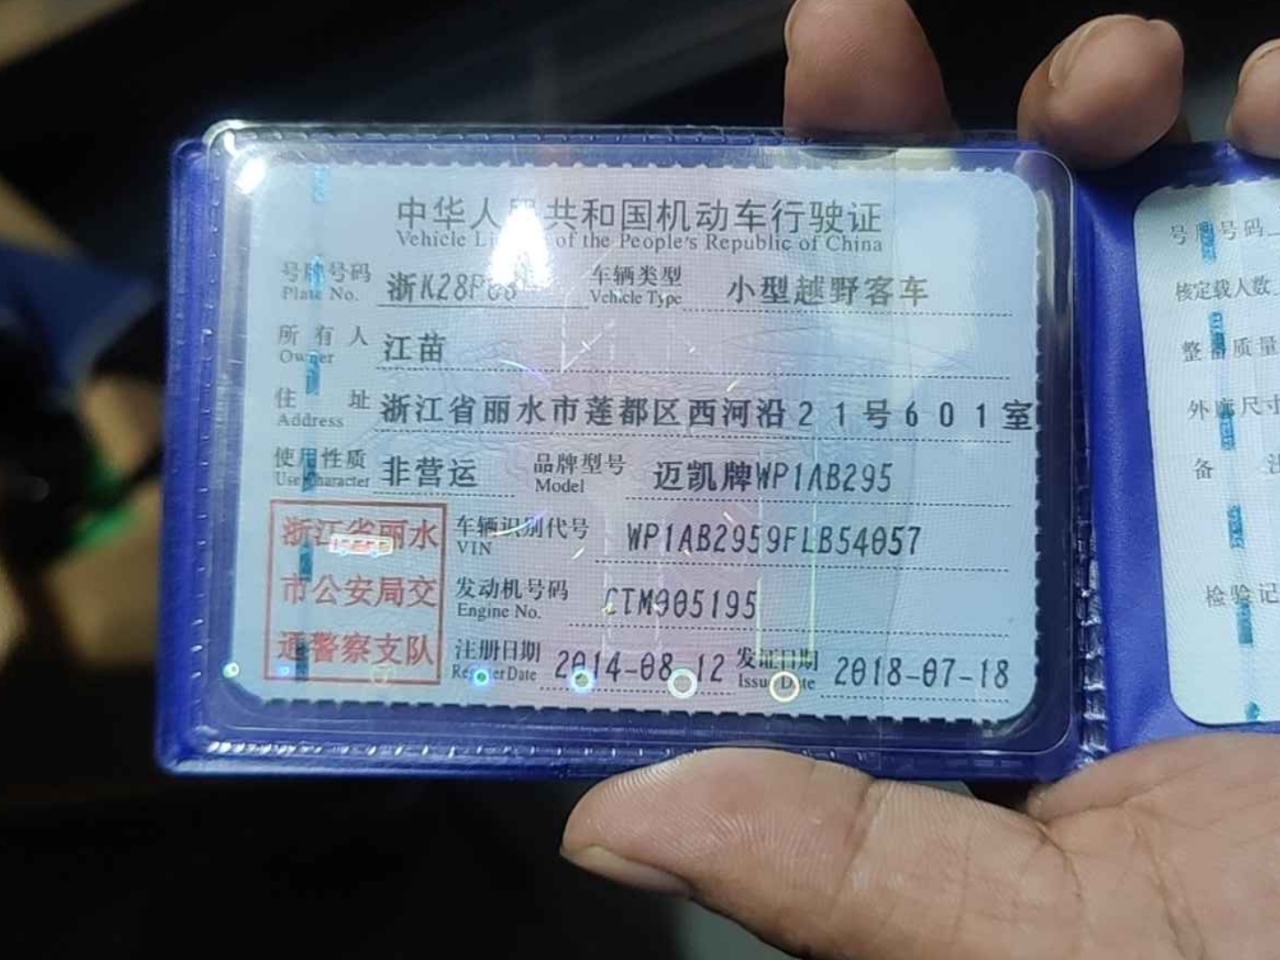 中华人民共和国机动车行驶证
Vehicle of the People's Republic of China
号牌号码 Plate No. 车辆类型 Vehicle Type 小型越野客车
所有人 Owner 江苗
住址 Address 浙江省丽水市莲都区西河沿21号601室
使用性质 Use Character 非营运 品牌型号 Model 迈凯牌WP1AB295
浙江省丽水
市公安局交
通警察支队
车辆识别代号 VIN WP1AB2959FLB54057
发动机号码 Engine No. CTM005195
注册日期 Register Date 2014-08-12 发证日期 Issue Date 2018-07-18
号牌号码
核定载人数
整备质量
外廓尺寸
备
检验记